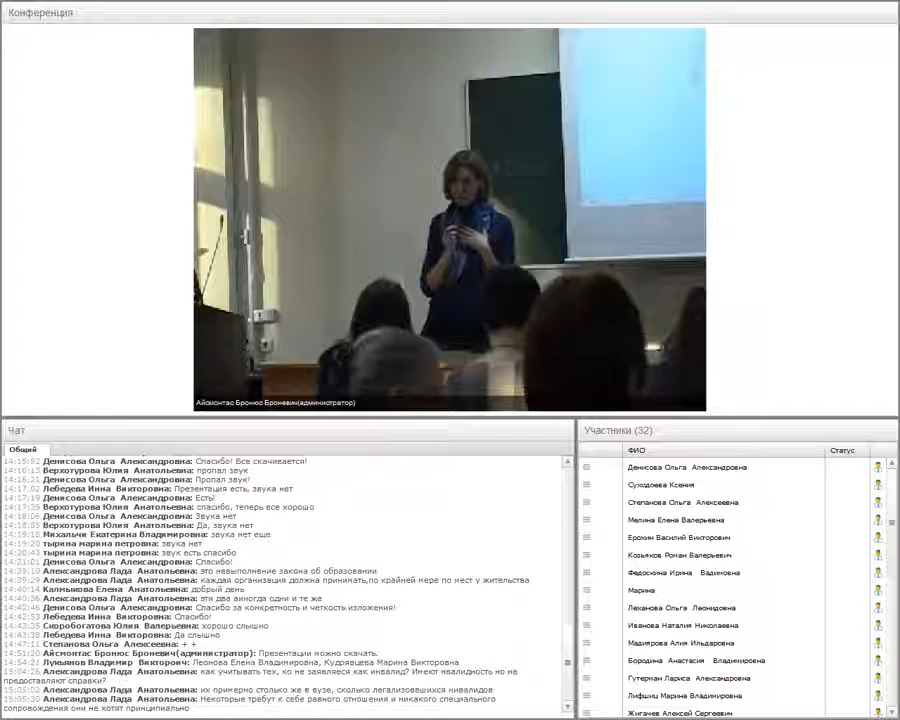 Конференция
Айсмонтас Бронюс Броневич(администратор)
Чат
Общий
14:15:52 Денисова Ольга Александровна: Спасибо! Все скачивается!
14:16:13 Верхотурова Юлия Анатольевна: пропал звук
14:16:21 Денисова Ольга Александровна: Пропал звук!
14:17:02 Лебедева Инна Викторовна: Презентация есть, звука нет
14:17:19 Денисова Ольга Александровна: Есть!
14:17:39 Верхотурова Юлия Анатольевна: спасибо, теперь все хорошо
14:18:06 Денисова Ольга Александровна: Звука нет
14:18:35 Верхотурова Юлия Анатольевна: Да, звука нет
14:19:18 Михальчи Екатерина Владимировна: звука нет еще
14:19:20 тырина марина петровна: звука нет
14:20:43 тырина марина петровна: звук есть спасибо
14:21:01 Денисова Ольга Александровна: Спасибо!
14:39:10 Александрова Лада Анатольевна: это невыполнение закона об образовании
14:39:29 Александрова Лада Анатольевна: каждая организация должна принимать,по крайней мере по мест у жительства
14:40:14 Калмыкова Елена Анатольевна: добрый день
14:40:36 Александрова Лада Анатольевна: эти два аиногда одни и те же
14:42:46 Денисова Ольга Александровна: Спасибо за конкретность и четкость изложения!
14:42:53 Лебедева Инна Викторовна: Спасибо!
14:43:35 Скоробогатова Юлия Валерьевна: хорошо слышно
14:43:38 Лебедева Инна Викторовна: Да слышно
14:47:11 Степанова Ольга Алексеевна: + +
14:51:20 Айсмонтас Бронюс Броневич(администратор): Презентации можно скачать.
14:54:21 Лукьянов Владимир Викторович: Леонова Елена Владимировна, Кудрявцева Марина Викторовна
15:04:26 Александрова Лада Анатольевна: как учитывать тех, ко не заявляеся как инвалид? Имеют нвалидность но не
предоставляют справки?
15:05:02 Александрова Лада Анатольевна: их примерно столько же в вузе, сколько легализовавшихся нивалидов
15:05:30 Александрова Лада Анатольевна: Некоторые требут к себе равного отношения и никакого специального
сопровождения они не хотят принципиально
Участники (32)
ФИО Статус
Денисова Ольга Александровна
Суходоева Ксения
Степанова Ольга Алексеевна
Мелина Елена Валерьевна
Ерохин Василий Викторович
Козьяков Роман Валерьевич
Федоскина Ирина Вадимовна
Марина
Леханова Ольга Леонидовна
Иванова Наталия Николаевна
Мадиярова Алия Ильдаровна
Бородина Анастасия Владимировна
Гутерман Лариса Александровна
Лифшиц Марина Владимировна
Жигачев Алексей Сергеевич